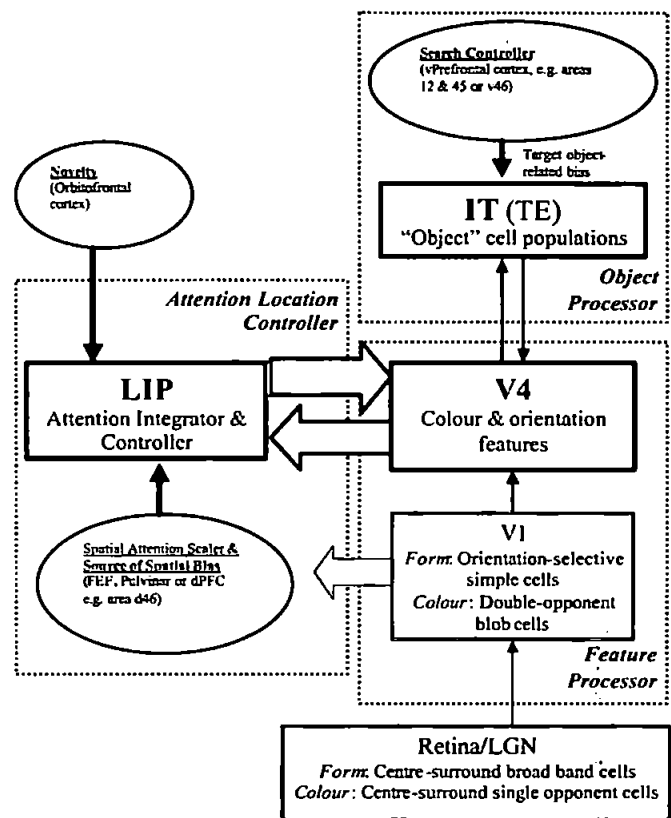 Search Controller
(vPrefrontal cortex, e.g. areas
12 & 45 or v46)
Target object-
related bias
IT (TE)
"Object" cell populations
Object
Processor
Novelty
(Orbitofrontal
cortex)
Attention Location
Controller
LIP
Attention Integrator &
Controller
V4
Colour & orientation
features
Spatial Attention Scaler &
Source of Spatial Bias
(FEF, Pulvinar or dPFC
e.g. area d46)
V1
Form: Orientation-selective
simple cells
Colour: Double-opponent
blob cells
Feature
Processor
Retina/LGN
Form: Centre-surround broad band cells
Colour: Centre-surround single opponent cells